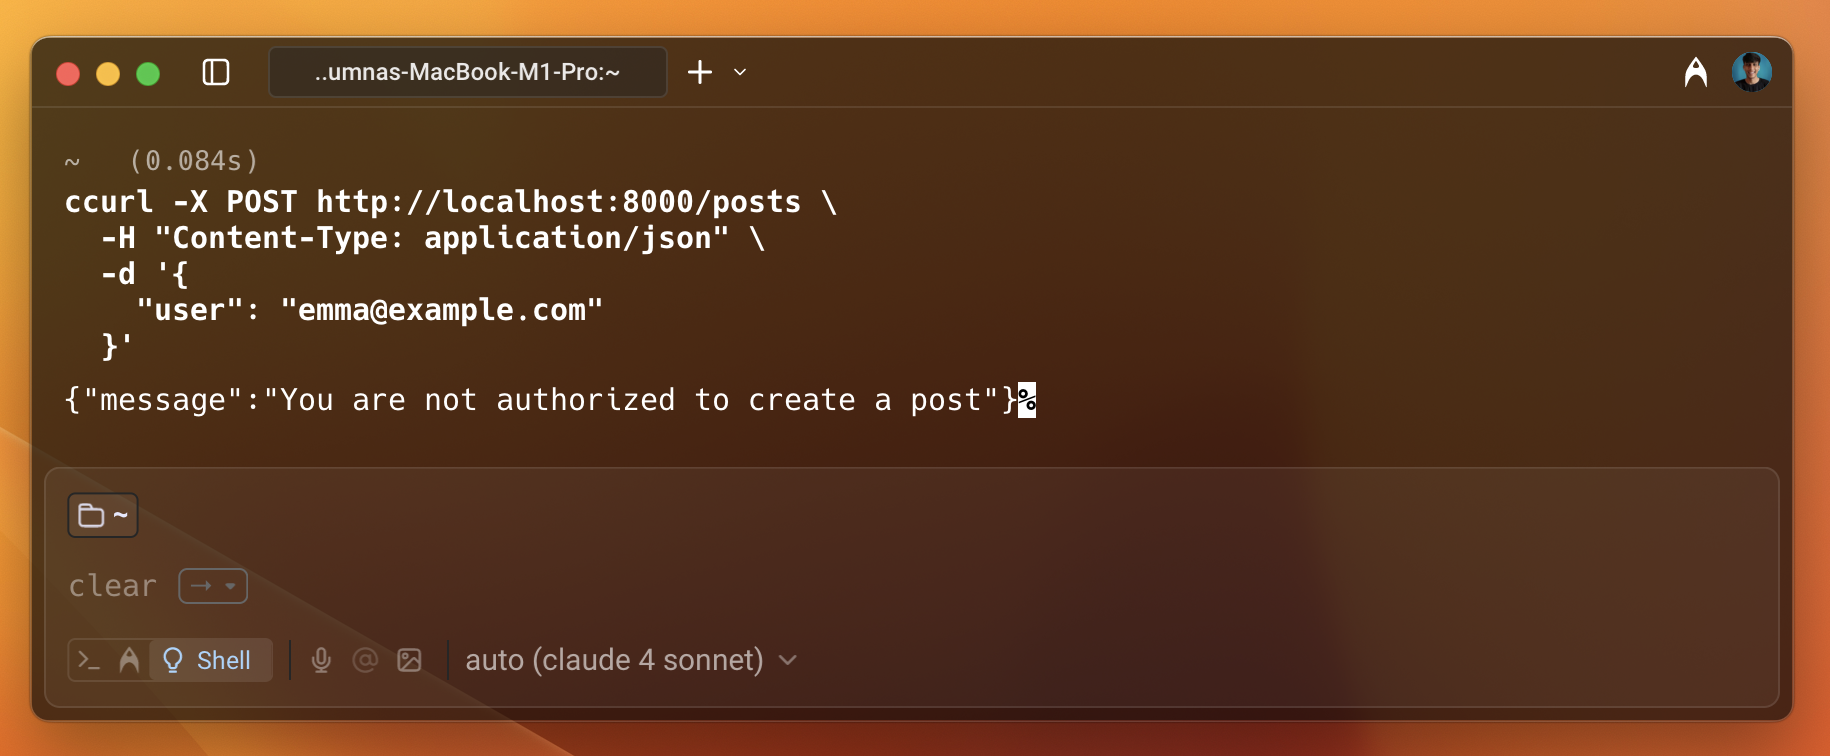 ..umnas-MacBook-M1-Pro:~
~ (0.084s)
ccurl -X POST http://localhost:8000/posts \
  -H "Content-Type: application/json" \
  -d '{
    "user": "emma@example.com"
  }'
{"message":"You are not authorized to create a post"}%
~
clear
Shell
auto (claude 4 sonnet)